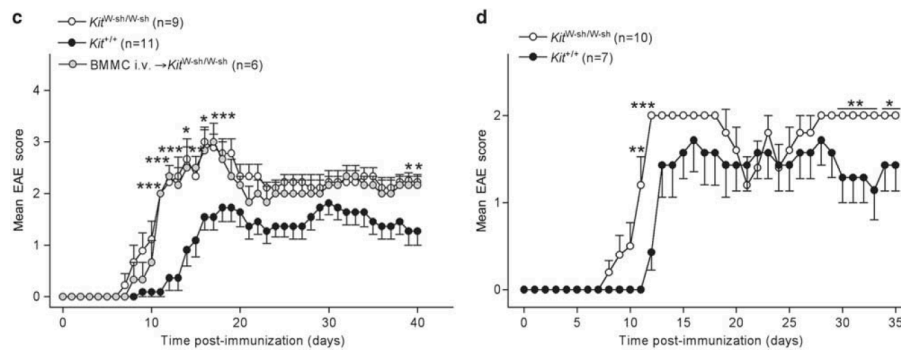 c
Kit^W-sh/W-sh (n=9)
Kit^+/+ (n=11)
BMMC i.v. →Kit^W-sh/W-sh (n=6)
4
3
2
1
0
Mean EAE score
***
***
***
*
**
*
***
**
0 10 20 30 40
Time post-immunization (days)
d
Kit^W-sh/W-sh (n=10)
Kit^+/+ (n=7)
2
1
0
Mean EAE score
**
***
**
*
0 5 10 15 20 25 30 35
Time post-immunization (days)